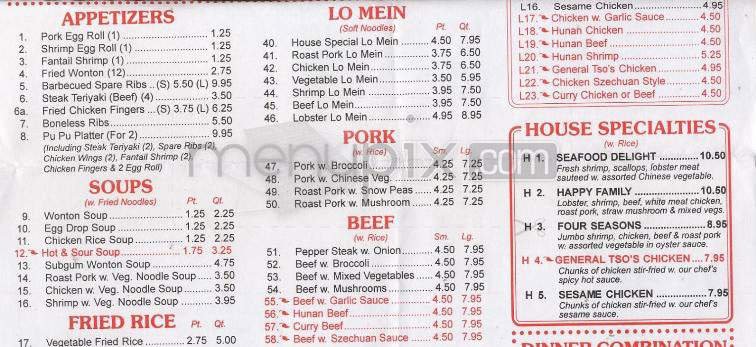 APPETIZERS
1. Pork Egg Roll (1) 1.25
2. Shrimp Egg Roll (1) 1.25
3. Fantail Shrimp (1) 1.25
4. Fried Wonton (12) 2.75
5. Barbecued Spare Ribs .. (S) 5.50 (L) 9.95
6. Steak Teriyaki (Beef) (4) 3.50
6a. Fried Chicken Fingers ... (S) 3.75 (L) 6.25
7. Boneless Ribs 5.50
8. Pu Pu Platter (For 2) 9.95
(Including Steak Teriyaki (2), Spare Ribs (2),
Chicken Wings (2), Fantail Shrimp (2),
Chicken Fingers & 2 Egg Roll)
SOUPS
(w. Fried Noodles) Pt. Qt.
9. Wonton Soup 1.25 2.25
10. Egg Drop Soup 1.25 2.25
11. Chicken Rice Soup 1.25 2.25
12. Hot & Sour Soup 1.75 3.25
13. Subgum Wonton Soup 4.75
14. Roast Pork w. Veg. Noodle Soup 3.50
15. Chicken w. Veg. Noodle Soup 3.50
16. Shrimp w. Veg. Noodle Soup 3.95
FRIED RICE Pt. Qt.
17. Vegetable Fried Rice 2.75 5.00
LO MEIN
(Soft Noodles) Pt. Qt.
40. House Special Lo Mein 4.50 7.95
41. Roast Pork Lo Mein 3.75 6.50
42. Chicken Lo Mein 3.75 6.50
43. Vegetable Lo Mein 3.50 5.95
44. Shrimp Lo Mein 3.95 7.50
45. Beef Lo Mein 3.95 7.50
46. Lobster Lo Mein 4.95 8.95
PORK
(w. Rice) Sm. Lg.
47. Pork w. Broccoli 4.25 7.25
48. Pork w. Chinese Veg. 4.25 7.25
49. Roast Pork w. Snow Peas 4.25 7.25
50. Roast Pork w. Mushroom 4.25 7.25
BEEF
(w. Rice) Sm. Lg.
51. Pepper Steak w. Onion 4.50 7.95
52. Beef w. Broccoli 4.50 7.95
53. Beef w. Mixed Vegetables 4.50 7.95
54. Beef w. Mushrooms 4.50 7.95
55. Beef w. Garlic Sauce 4.50 7.95
56. Hunan Beef 4.50 7.95
57. Curry Beef 4.50 7.95
58. Beef w. Szechuan Sauce 4.50 7.95
L16. Sesame Chicken 4.95
L17. Chicken w. Garlic Sauce 4.50
L18. Hunan Chicken 4.50
L19. Hunan Beef 4.50
L20. Hunan Shrimp 5.25
L21. General Tso's Chicken 4.95
L22. Chicken Szechuan Style 4.50
L23. Curry Chicken or Beef 4.50
HOUSE SPECIALTIES
(w. Rice)
H 1. SEAFOOD DELIGHT 10.50
Fresh shrimp, scallops, lobster meat
sauteed w. assorted Chinese vegetable.
H 2. HAPPY FAMILY 10.50
Lobster, shrimp, beef, white meat chicken,
roast pork, straw mushroom & mixed vegs.
H 3. FOUR SEASONS 8.95
Jumbo shrimp, chicken, beef & roast pork
w. assorted vegetable in oyster sauce.
H 4. GENERAL TSO'S CHICKEN 7.95
Chunks of chicken stir-fried w. our chef's
spicy hot sauce.
H 5. SESAME CHICKEN 7.95
Chunks of chicken stir-fried w. our chef's
sesame sauce.
DINNER COMBINATION
menupix.com